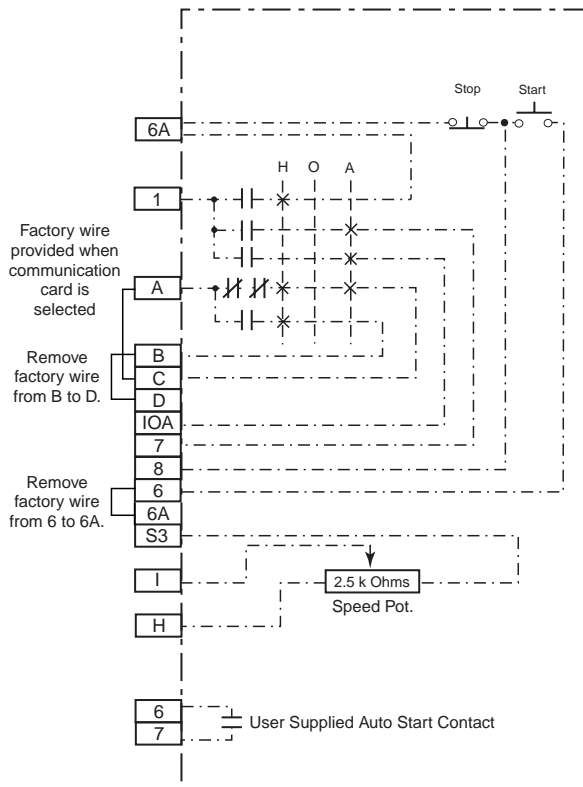 Stop
Start
6A
H O A
1
Factory wire
provided when
communication
card is
selected
A
B
Remove
factory wire
from B to D.
C
D
IOA
7
8
Remove
factory wire
from 6 to 6A.
6
6A
S3
I
2.5 k Ohms
Speed Pot.
H
6
7
User Supplied Auto Start Contact